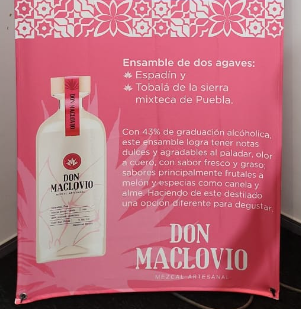 Ensamble de dos agaves:
Espadín y
Tobalá de la sierra
mixteca de Puebla.
Con 43% de graduación alcohólica,
este ensamble logra tener notas
dulces y agradables al paladar, olor
a cuero, con sabor fresco y graso,
sabores principalmente frutales a
melón y especias como canela y
Haciendo de este destilado
una opción diferente para degustar.
DON
MACLOVIO
DON
MACLOVIO
MEZCAL ARTESANAL